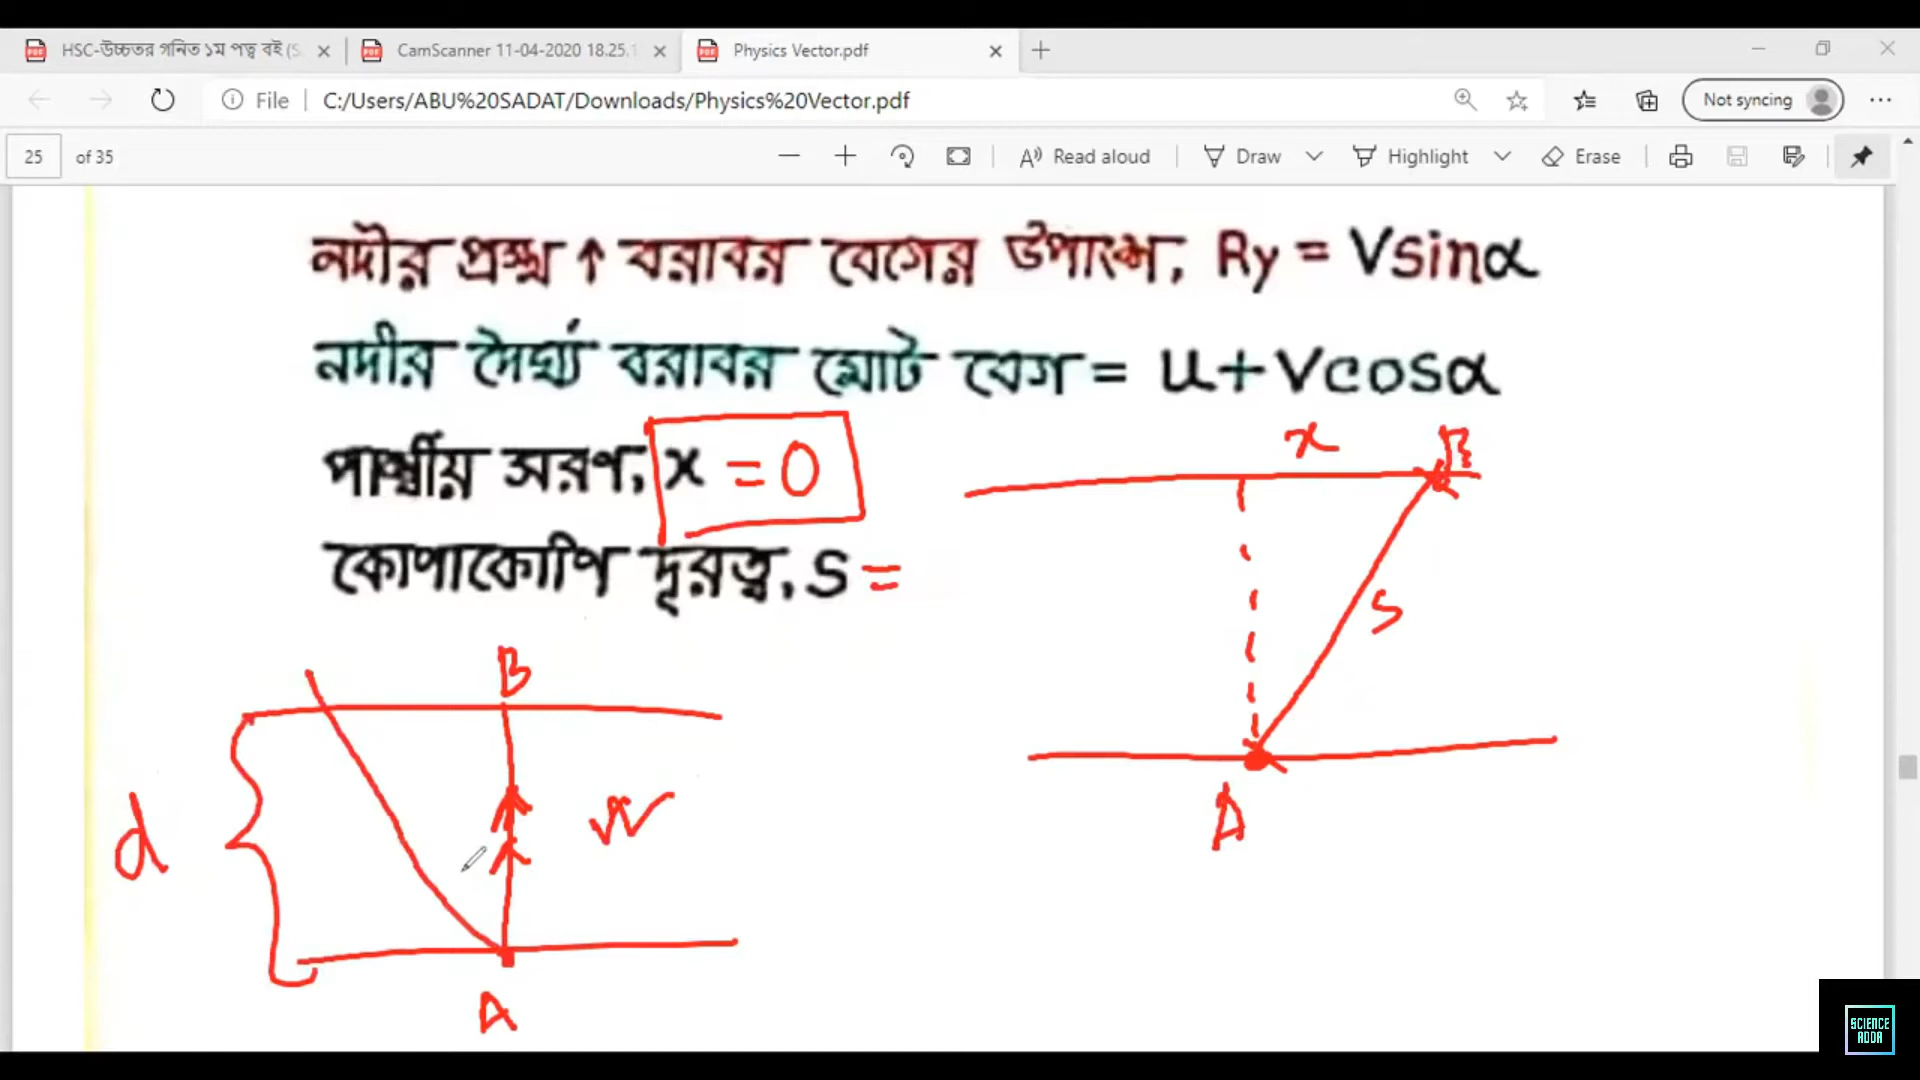 HSC-উচ্চতর গনিত ১ম পত্র বই (S
CamScanner 11-04-2020 18.25.1
Physics Vector.pdf
File
C:/Users/ABU%20SADAT/Downloads/Physics%20Vector.pdf
Not syncing
25 of 35
Read aloud
Draw
Highlight
Erase
নদীর প্রস্থ ↑ বরাবর বেগের উপাংশ, Ry = Vsinα
নদীর দৈর্ঘ্য বরাবর মোট বেগ = u+Vcosα
পার্শ্বীয় সরণ, x = 0
কোণাকোণি দূরত্ব, S =
x B
S
A
B
d
A
SCIENCE
ADDA